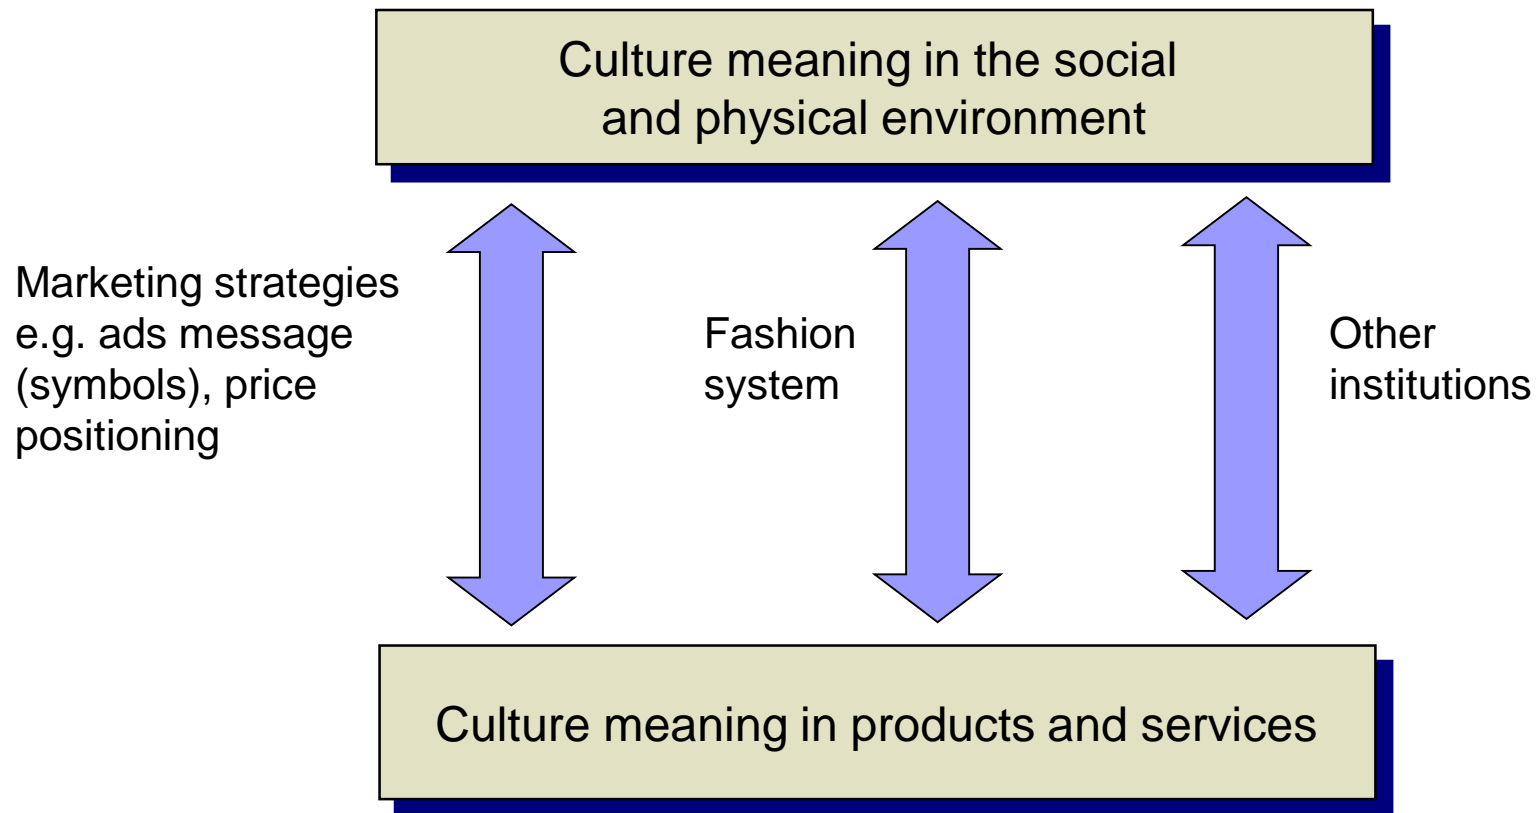 Culture meaning in the social
and physical environment
Marketing strategies
e.g. ads message
(symbols), price
positioning
Fashion
system
Other
institutions
Culture meaning in products and services